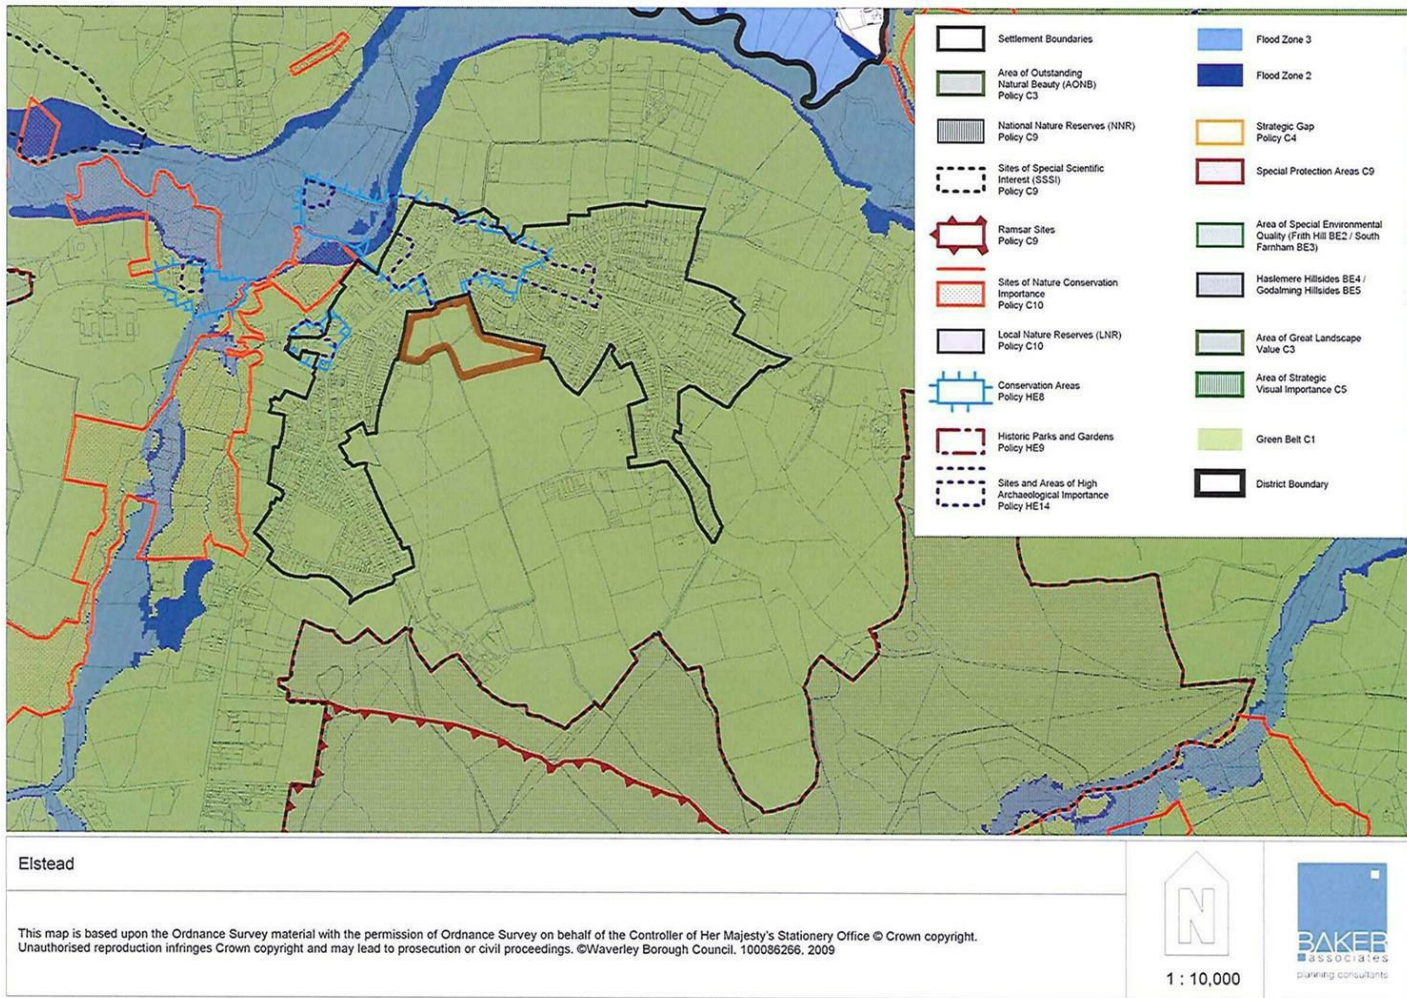 Settlement Boundaries
Area of Outstanding
Natural Beauty (AONB)
Policy C3
National Nature Reserves (NNR)
Policy C9
Sites of Special Scientific
Interest (SSSI)
Policy C9
Ramsar Sites
Policy C9
Sites of Nature Conservation
Importance
Policy C10
Local Nature Reserves (LNR)
Policy C10
Conservation Areas
Policy HE8
Historic Parks and Gardens
Policy HE9
Sites and Areas of High
Archaeological Importance
Policy HE14
Flood Zone 3
Flood Zone 2
Strategic Gap
Policy C4
Special Protection Areas C9
Area of Special Environmental
Quality (Frith Hill BE2 / South
Farnham BE3)
Haslemere Hillsides BE4 /
Godalming Hillsides BE5
Area of Great Landscape
Value C3
Area of Strategic
Visual Importance C5
Green Belt C1
District Boundary
Elstead
This map is based upon the Ordnance Survey material with the permission of Ordnance Survey on behalf of the Controller of Her Majesty's Stationery Office © Crown copyright.
Unauthorised reproduction infringes Crown copyright and may lead to prosecution or civil proceedings. ©Waverley Borough Council. 100086266. 2009
N
1 : 10,000
BAKER
associates
planning consultants